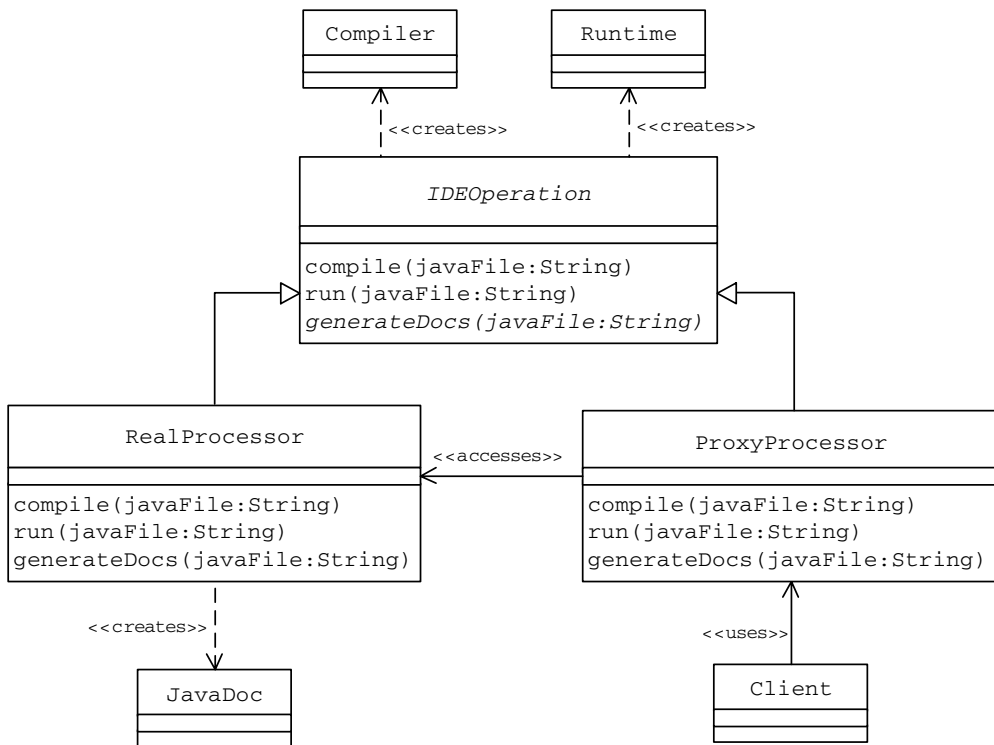 Compiler
Runtime
<<creates>>
<<creates>>
IDEOperation
compile(javaFile:String)
run(javaFile:String)
generateDocs(javaFile:String)
RealProcessor
compile(javaFile:String)
run(javaFile:String)
generateDocs(javaFile:String)
<<accesses>>
ProxyProcessor
compile(javaFile:String)
run(javaFile:String)
generateDocs(javaFile:String)
<<creates>>
<<uses>>
JavaDoc
Client